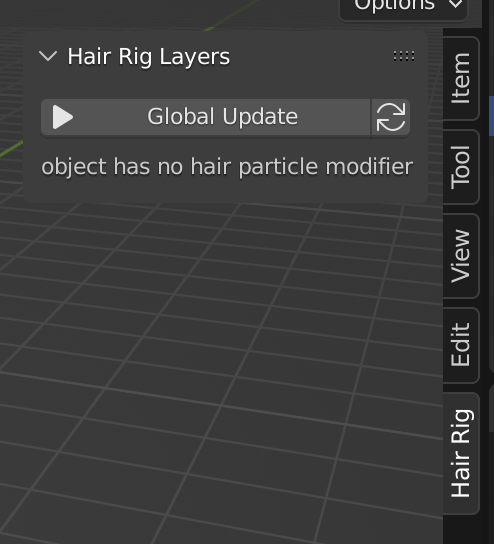 Options
Hair Rig Layers
Global Update
object has no hair particle modifier
Item
Tool
View
Edit
Hair Rig